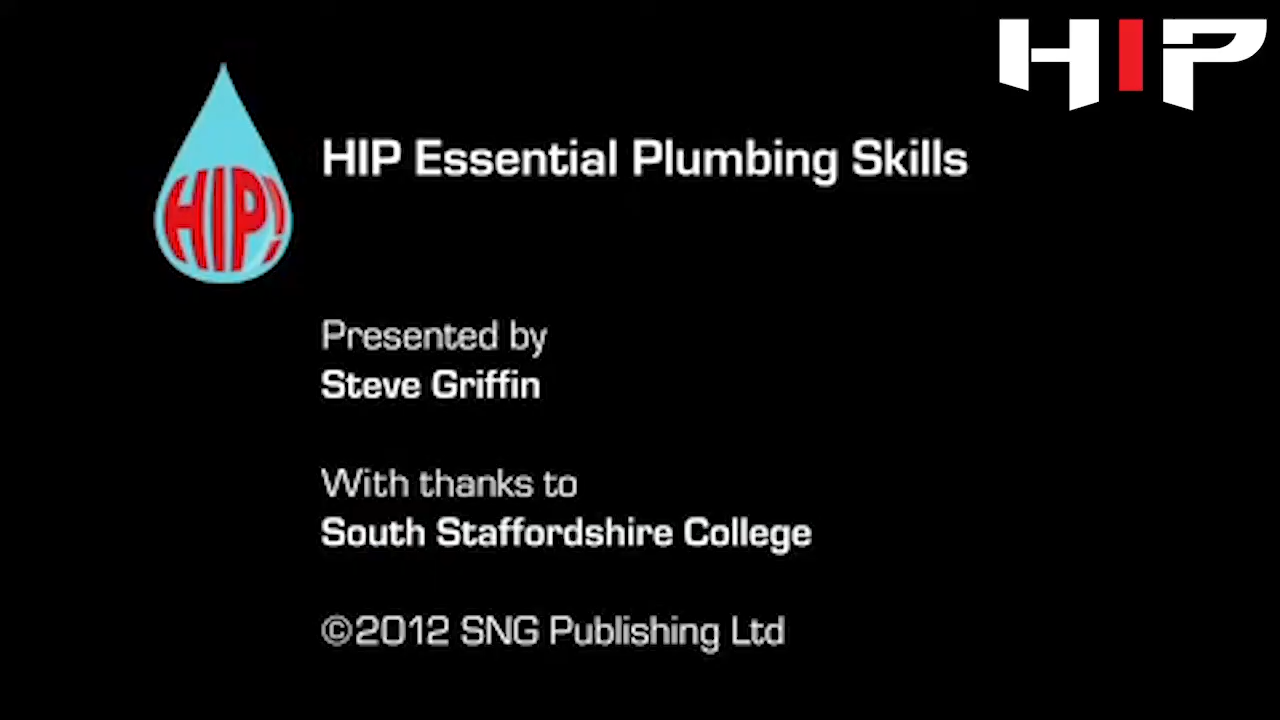 HIP
HIP!
HIP Essential Plumbing Skills
Presented by
Steve Griffin
With thanks to
South Staffordshire College
©2012 SNG Publishing Ltd